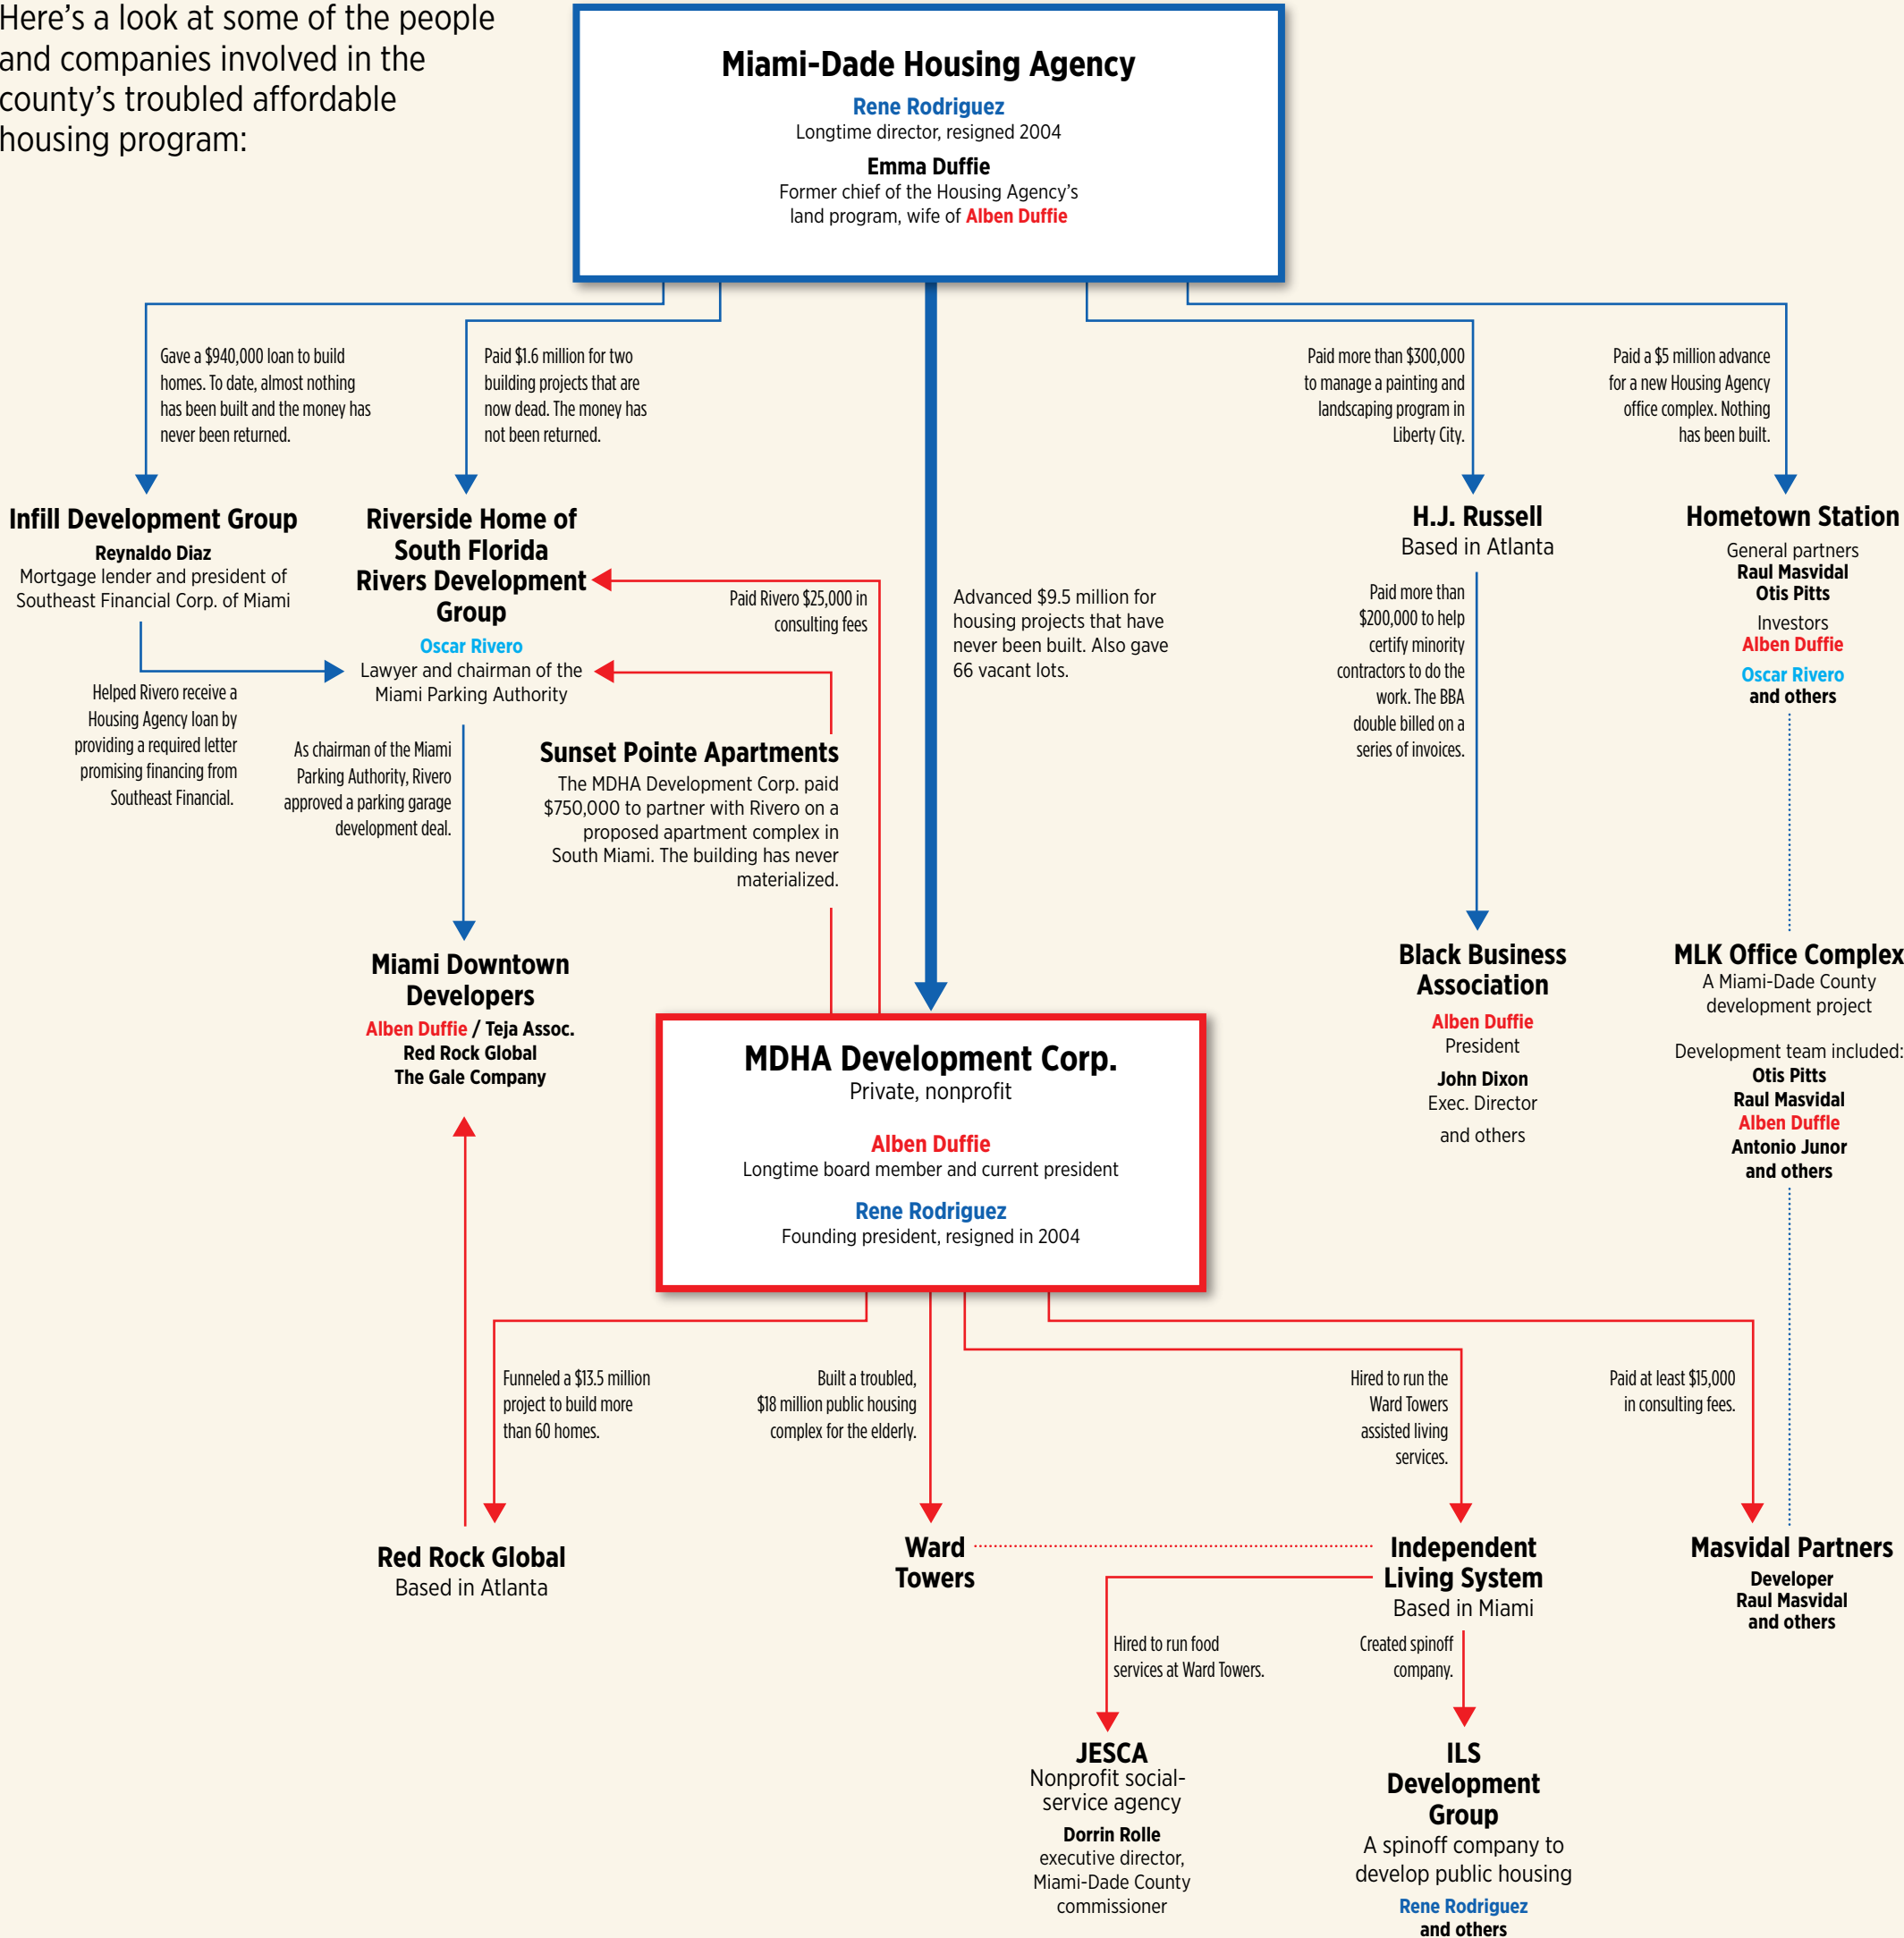 Here's a look at some of the people
and companies involved in the
county's troubled affordable
housing program:
Miami-Dade Housing Agency
Rene Rodriguez
Longtime director, resigned 2004
Emma Duffie
Former chief of the Housing Agency's
land program, wife of Alben Duffie
Gave a $940,000 loan to build
homes. To date, almost nothing
has been built and the money has
never been returned.
Paid $1.6 million for two
building projects that are
now dead. The money has
not been returned.
Paid more than $300,000
to manage a painting and
landscaping program in
Liberty City.
Paid a $5 million advance
for a new Housing Agency
office complex. Nothing
has been built.
Infill Development Group
Reynaldo Diaz
Mortgage lender and president of
Southeast Financial Corp. of Miami
Riverside Home of
South Florida
Rivers Development
Group
Oscar Rivero
Lawyer and chairman of the
Miami Parking Authority
Paid Rivero $25,000 in
consulting fees
Advanced $9.5 million for
housing projects that have
never been built. Also gave
66 vacant lots.
H.J. Russell
Based in Atlanta
Paid more than
$200,000 to help
certify minority
contractors to do the
work. The BBA
double billed on a
series of invoices.
Hometown Station
General partners
Raul Masvidal
Otis Pitts
Investors
Alben Duffie
Oscar Rivero
and others
Helped Rivero receive a
Housing Agency loan by
providing a required letter
promising financing from
Southeast Financial.
As chairman of the Miami
Parking Authority, Rivero
approved a parking garage
development deal.
Sunset Pointe Apartments
The MDHA Development Corp. paid
$750,000 to partner with Rivero on a
proposed apartment complex in
South Miami. The building has never
materialized.
Miami Downtown
Developers
Alben Duffie / Teja Assoc.
Red Rock Global
The Gale Company
MDHA Development Corp.
Private, nonprofit
Alben Duffie
Longtime board member and current president
Rene Rodriguez
Founding president, resigned in 2004
Black Business
Association
Alben Duffie
President
John Dixon
Exec. Director
and others
MLK Office Complex
A Miami-Dade County
development project
Development team included:
Otis Pitts
Raul Masvidal
Alben Duffle
Antonio Junor
and others
Funneled a $13.5 million
project to build more
than 60 homes.
Built a troubled,
$18 million public housing
complex for the elderly.
Hired to run the
Ward Towers
assisted living
services.
Paid at least $15,000
in consulting fees.
Red Rock Global
Based in Atlanta
Ward
Towers
Independent
Living System
Based in Miami
Masvidal Partners
Developer
Raul Masvidal
and others
Hired to run food
services at Ward Towers.
Created spinoff
company.
JESCA
Nonprofit social-
service agency
Dorrin Rolle
executive director,
Miami-Dade County
commissioner
ILS
Development
Group
A spinoff company to
develop public housing
Rene Rodriguez
and others